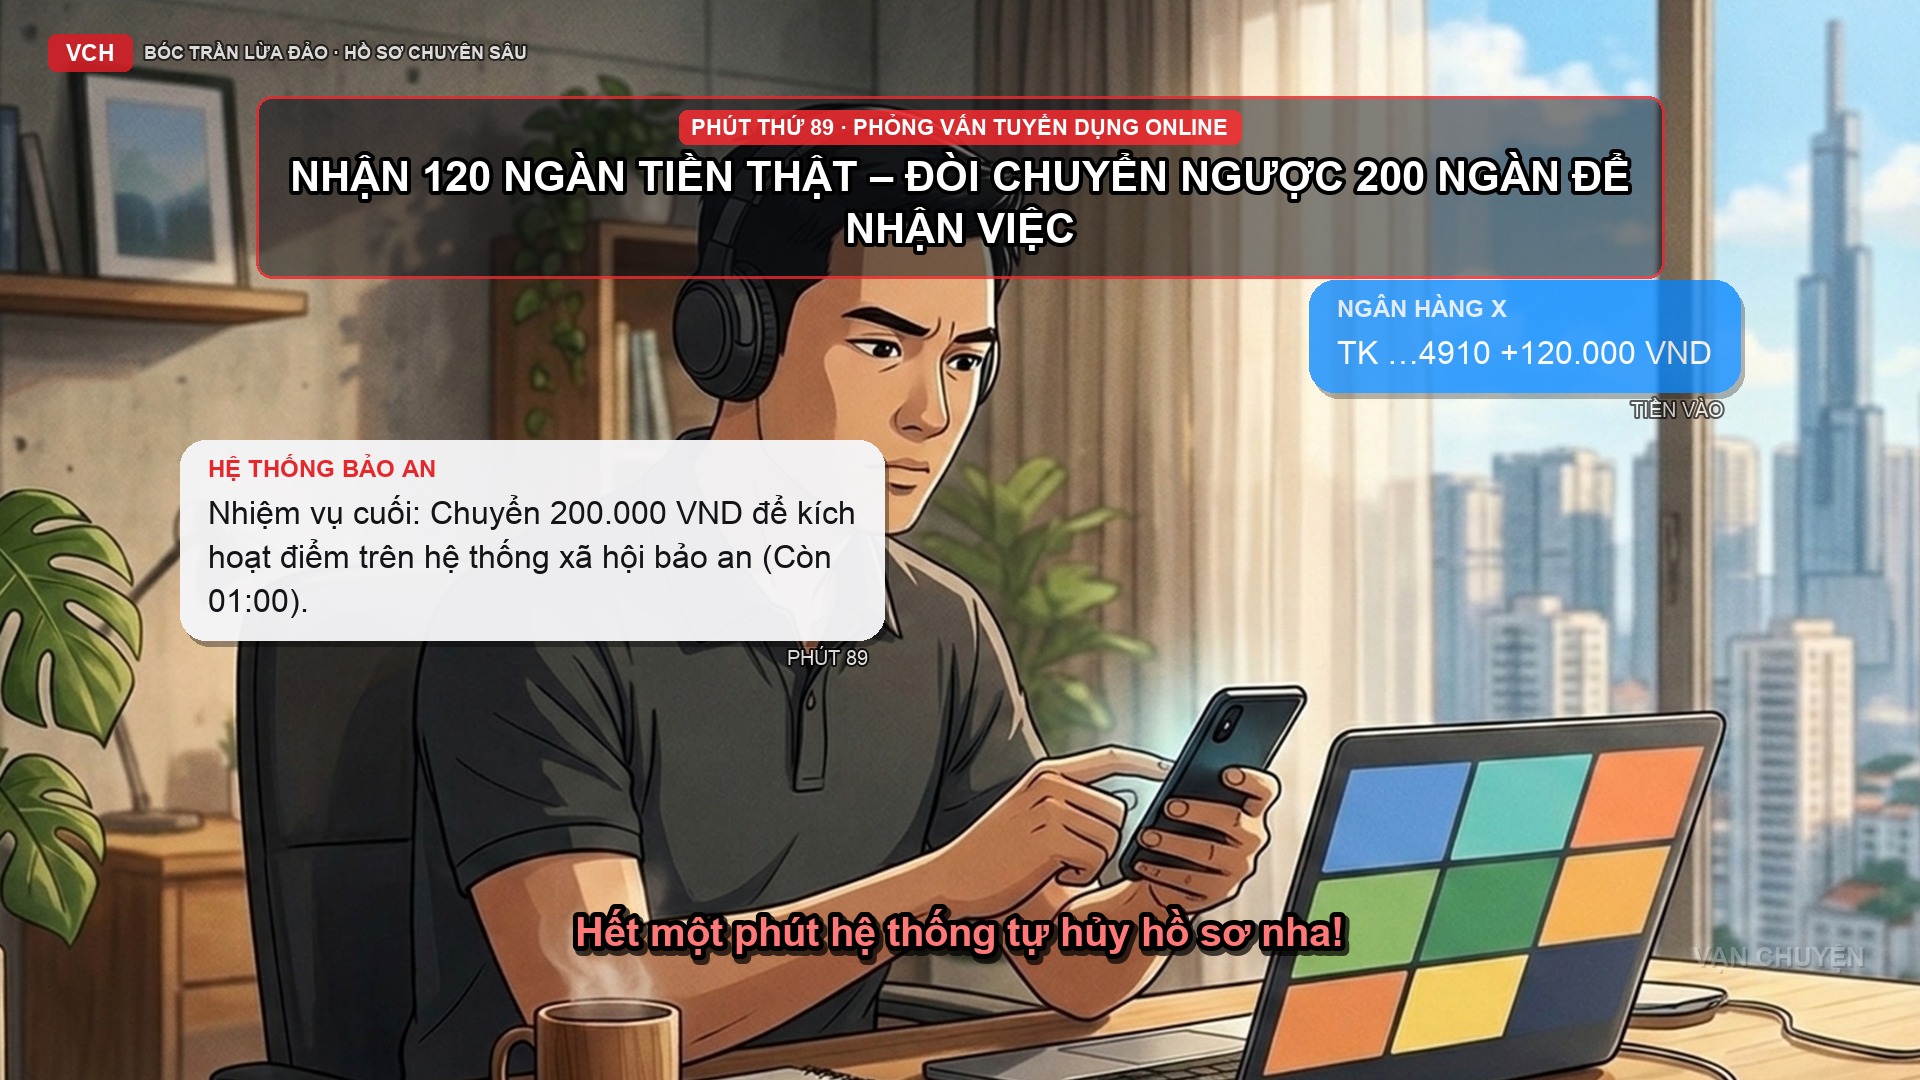 VCH
BÓC TRẦN LỪA ĐẢO · HỒ SƠ CHUYÊN SÂU
PHÚT THỨ 89 · PHỎNG VẤN TUYỂN DỤNG ONLINE
NHẬN 120 NGÀN TIỀN THẬT – ĐÒI CHUYỂN NGƯỢC 200 NGÀN ĐỂ
NHẬN VIỆC
NGÂN HÀNG X
TK …4910 +120.000 VND
TIỀN VÀO
HỆ THỐNG BẢO AN
Nhiệm vụ cuối: Chuyển 200.000 VND để kích
hoạt điểm trên hệ thống xã hội bảo an (Còn
01:00).
PHÚT 89
Hết một phút hệ thống tự hủy hồ sơ nha!
VẠN CHUYỆN